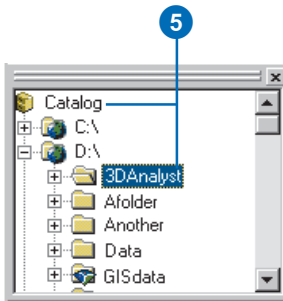 5
Catalog
C:\
D:\
3DAnalyst
Afolder
Another
Data
GISdata